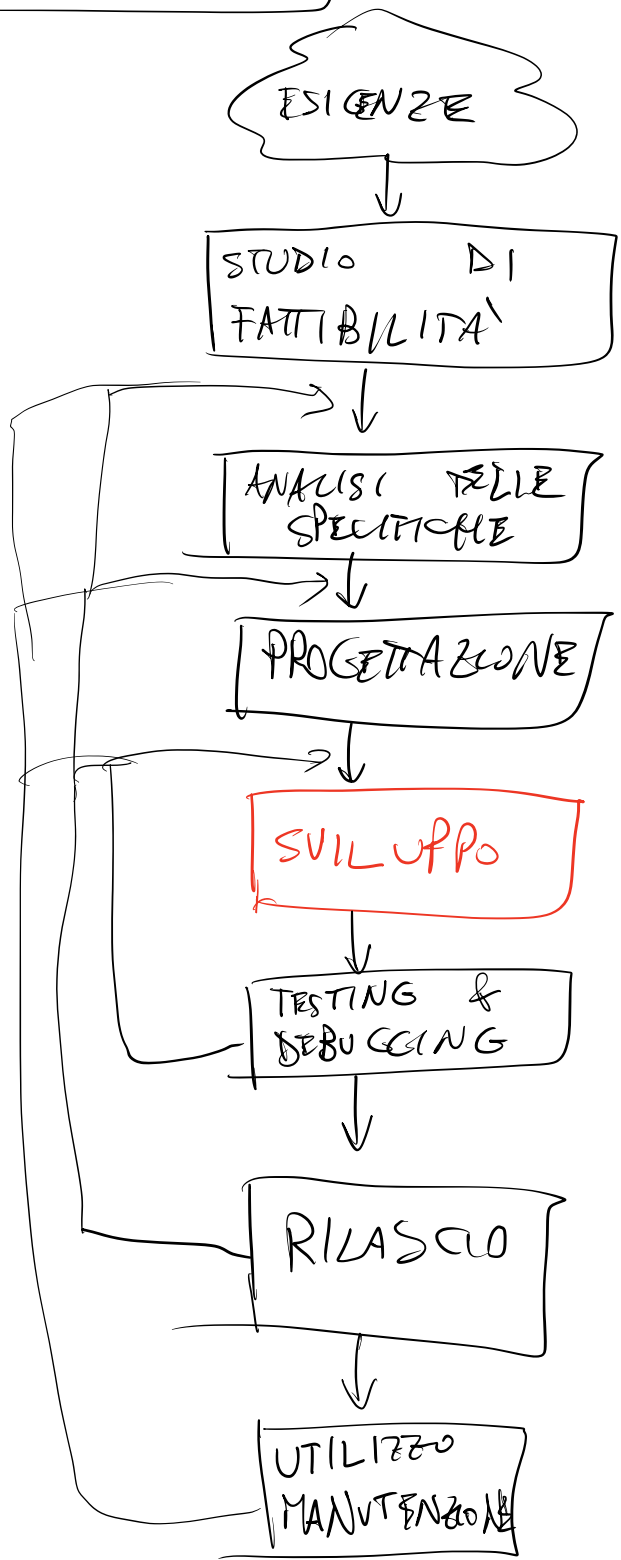 ESIGENZE
STUDIO DI
FATTIBILITÀ
ANALISI DELLE
SPECIFICHE
PROGETTAZIONE
SVILUPPO
TESTING &
DEBUGGING
RILASCIO
UTILIZZO
MANUTENZIONE